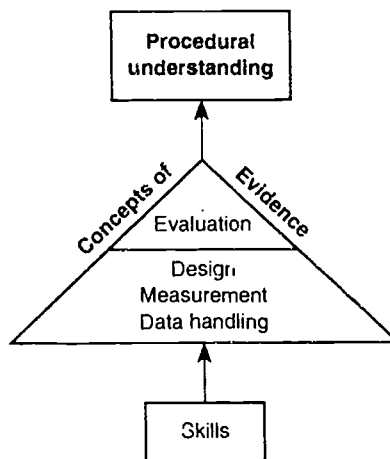 Procedural
understanding
Concepts of
Evidence
Evaluation
Design
Measurement
Data handling
Skills